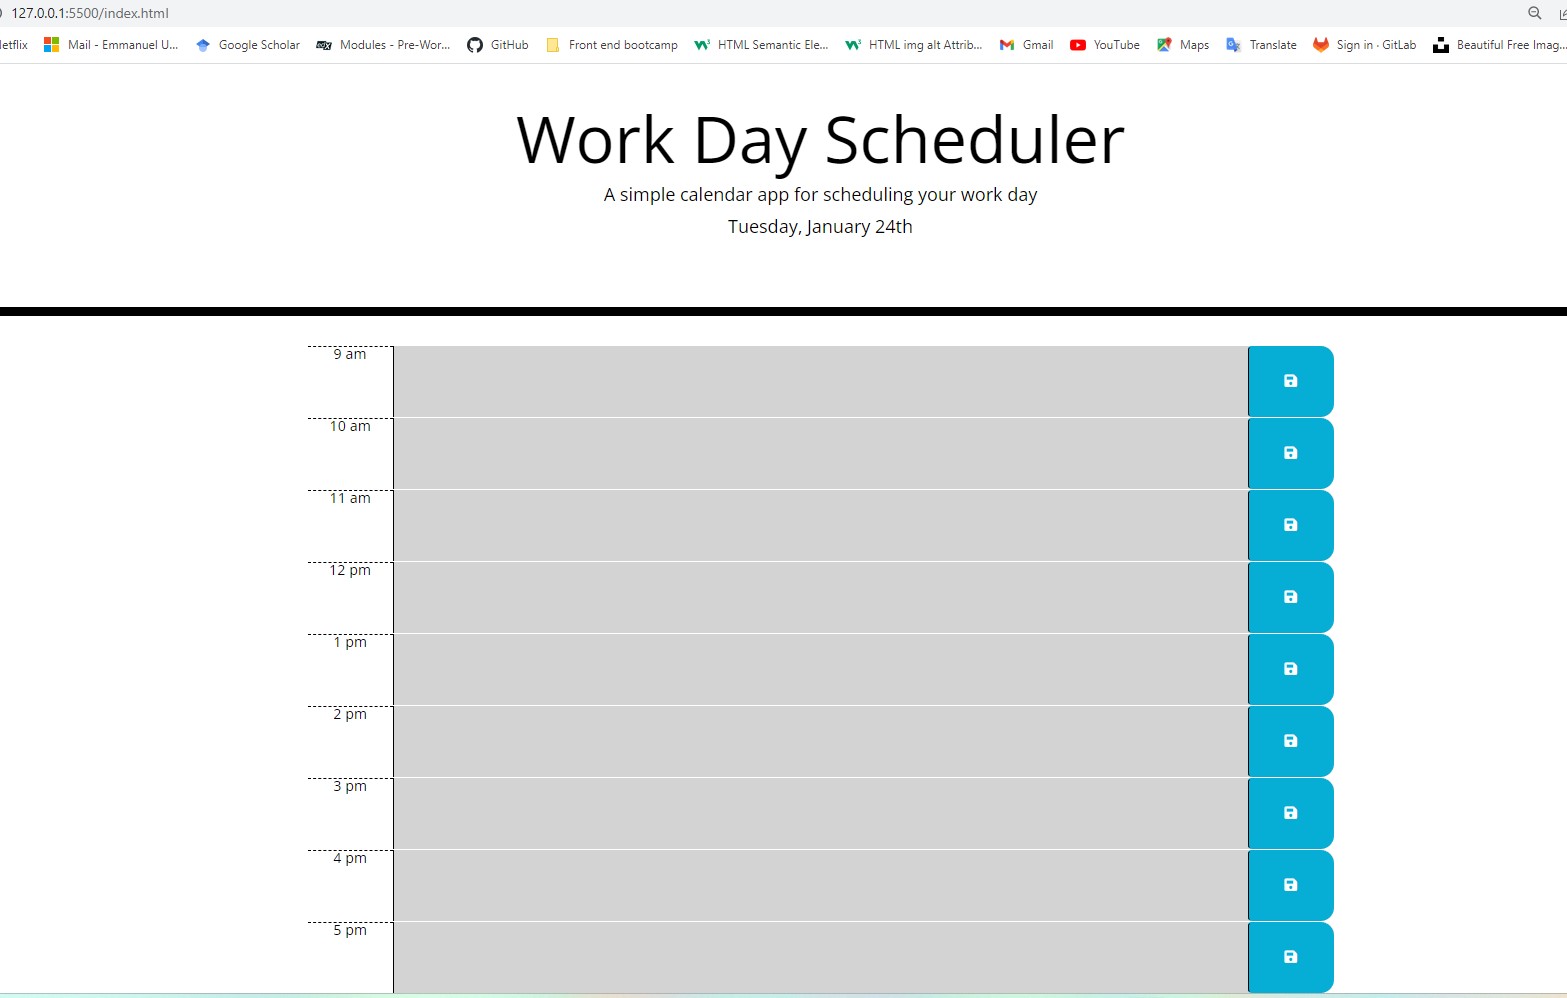 127.0.0.1:5500/index.html
letflix Mail - Emmanuel U... Google Scholar Modules - Pre-Wor... GitHub Front end bootcamp HTML Semantic Ele... HTML img alt Attrib... Gmail YouTube Maps Translate Sign in · GitLab Beautiful Free Imag...
Work Day Scheduler
A simple calendar app for scheduling your work day
Tuesday, January 24th
9 am
10 am
11 am
12 pm
1 pm
2 pm
3 pm
4 pm
5 pm